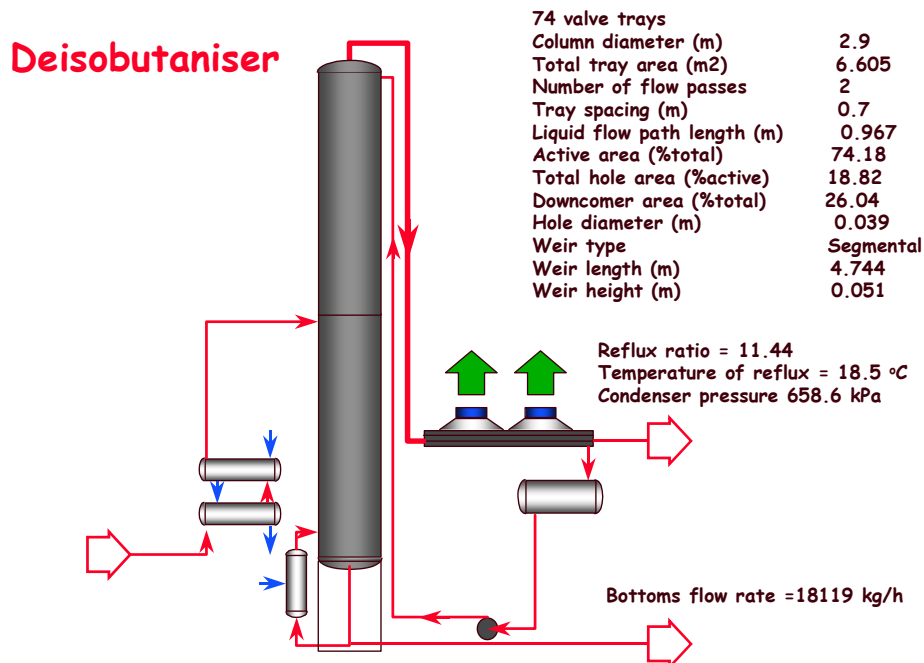 Deisobutaniser
74 valve trays
Column diameter (m) 2.9
Total tray area (m2) 6.605
Number of flow passes 2
Tray spacing (m) 0.7
Liquid flow path length (m) 0.967
Active area (%total) 74.18
Total hole area (%active) 18.82
Downcomer area (%total) 26.04
Hole diameter (m) 0.039
Weir type Segmental
Weir length (m) 4.744
Weir height (m) 0.051
Reflux ratio = 11.44
Temperature of reflux = 18.5 ºC
Condenser pressure 658.6 kPa
Bottoms flow rate =18119 kg/h